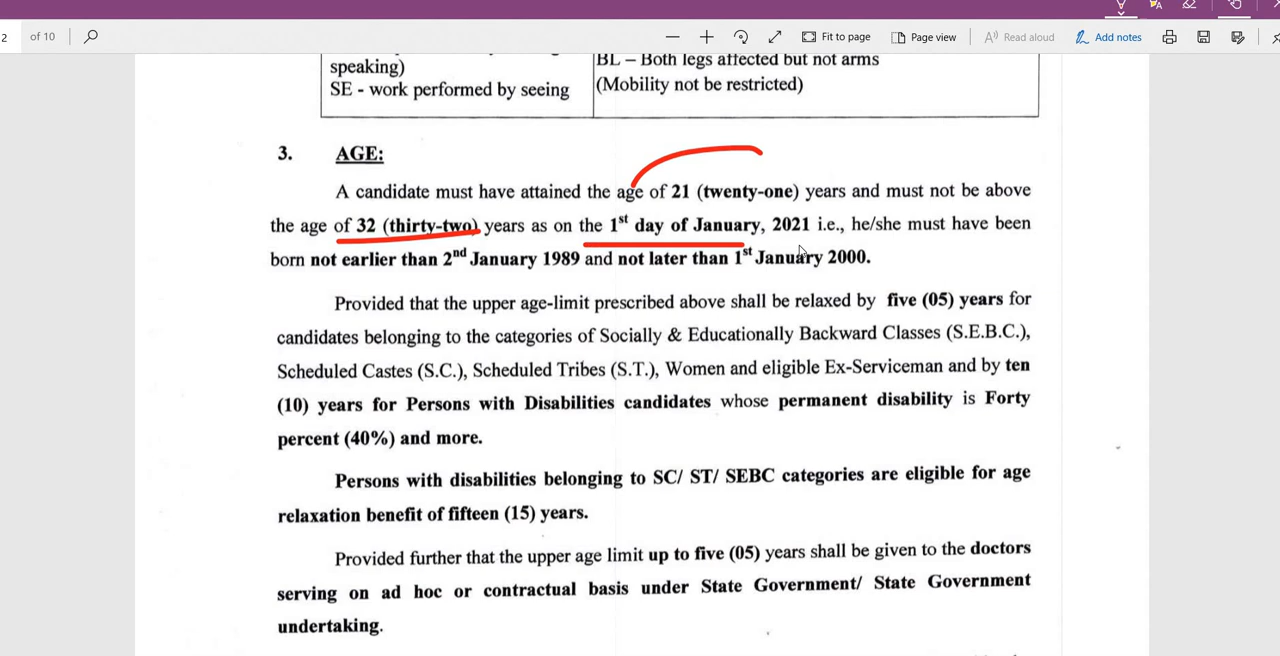 2 of 10 Fit to page Page view Read aloud Add notes
speaking)
SE - work performed by seeing
BL – Both legs affected but not arms
(Mobility not be restricted)
3. AGE:
A candidate must have attained the age of 21 (twenty-one) years and must not be above
the age of 32 (thirty-two) years as on the 1st day of January, 2021 i.e., he/she must have been
born not earlier than 2nd January 1989 and not later than 1st January 2000.
Provided that the upper age-limit prescribed above shall be relaxed by five (05) years for
candidates belonging to the categories of Socially & Educationally Backward Classes (S.E.B.C.),
Scheduled Castes (S.C.), Scheduled Tribes (S.T.), Women and eligible Ex-Serviceman and by ten
(10) years for Persons with Disabilities candidates whose permanent disability is Forty
percent (40%) and more.
Persons with disabilities belonging to SC/ ST/ SEBC categories are eligible for age
relaxation benefit of fifteen (15) years.
Provided further that the upper age limit up to five (05) years shall be given to the doctors
serving on ad hoc or contractual basis under State Government/ State Government
undertaking.